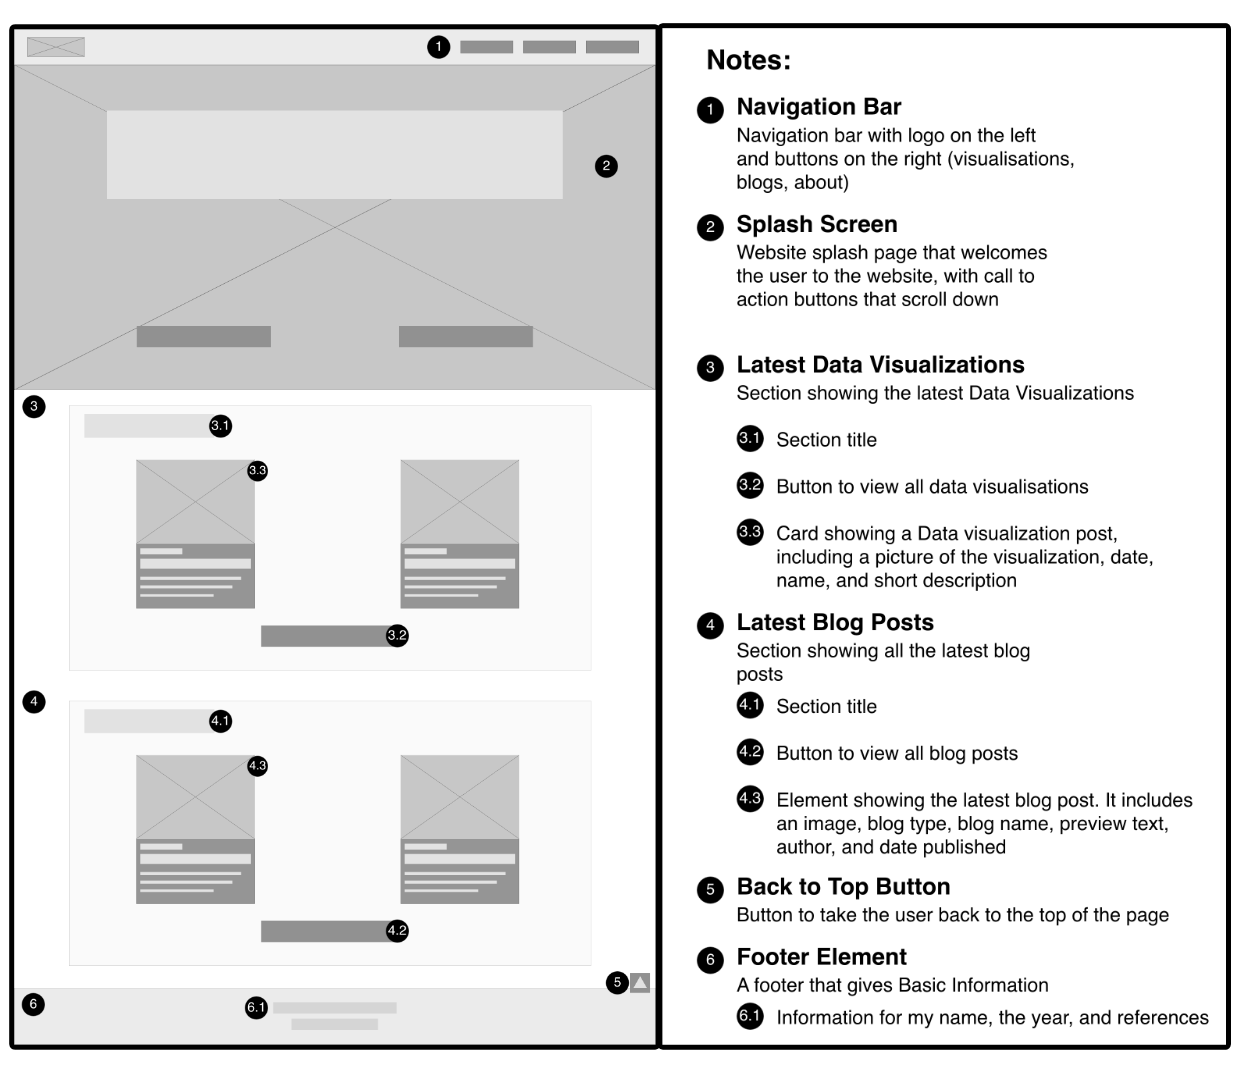 1
2
3
3.1
3.3
3.2
4
4.1
4.3
4.2
5
6
6.1
Notes:
1 Navigation Bar
Navigation bar with logo on the left
and buttons on the right (visualisations,
blogs, about)
2 Splash Screen
Website splash page that welcomes
the user to the website, with call to
action buttons that scroll down
3 Latest Data Visualizations
Section showing the latest Data Visualizations
3.1 Section title
3.2 Button to view all data visualisations
3.3 Card showing a Data visualization post,
including a picture of the visualization, date,
name, and short description
4 Latest Blog Posts
Section showing all the latest blog
posts
4.1 Section title
4.2 Button to view all blog posts
4.3 Element showing the latest blog post. It includes
an image, blog type, blog name, preview text,
author, and date published
5 Back to Top Button
Button to take the user back to the top of the page
6 Footer Element
A footer that gives Basic Information
6.1 Information for my name, the year, and references